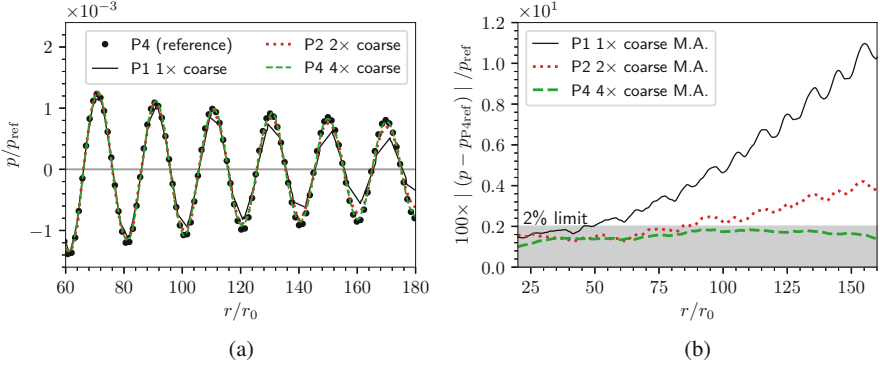 ×10⁻³
P4 (reference)
P1 1× coarse
P2 2× coarse
P4 4× coarse
1
0
−1
p/p_ref
60 80 100 120 140 160 180
r/r₀
(a)
×10¹
P1 1× coarse M.A.
P2 2× coarse M.A.
P4 4× coarse M.A.
1.2
1.0
0.8
0.6
0.4
0.2
0.0
100× || (p − p_P4ref) | /p_ref
2% limit
25 50 75 100 125 150
r/r₀
(b)